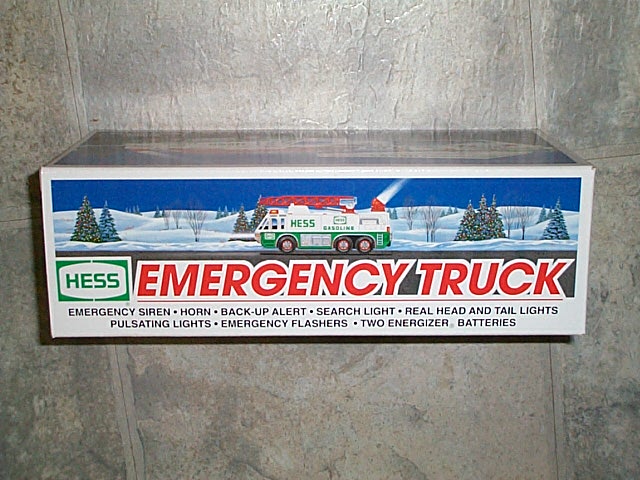 HESS
GASOLINE
HESS
EMERGENCY TRUCK
EMERGENCY SIREN • HORN • BACK-UP ALERT • SEARCH LIGHT • REAL HEAD AND TAIL LIGHTS
PULSATING LIGHTS • EMERGENCY FLASHERS • TWO ENERGIZER® BATTERIES